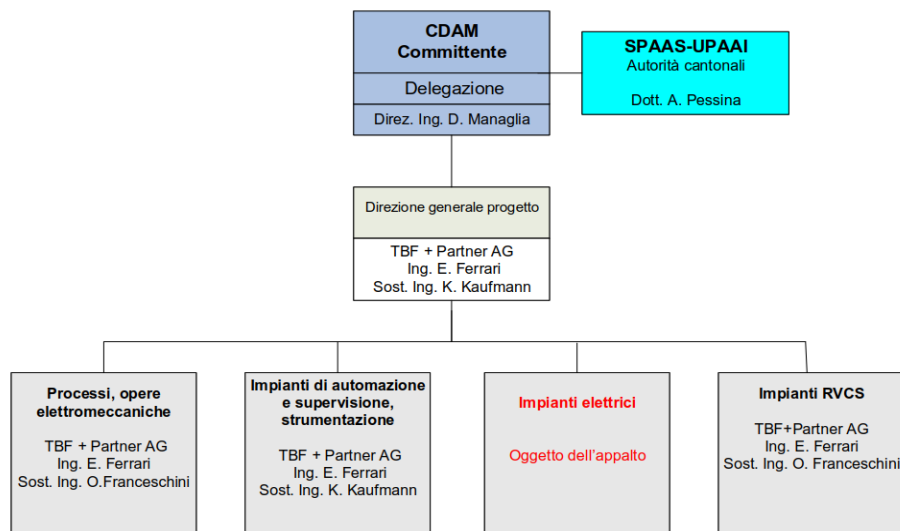 CDAM
Committente
Delegazione
Direz. Ing. D. Managlia
SPAAS-UPAAI
Autorità cantonali
Dott. A. Pessina
Direzione generale progetto
TBF + Partner AG
Ing. E. Ferrari
Sost. Ing. K. Kaufmann
Processi, opere
elettromeccaniche
TBF + Partner AG
Ing. E. Ferrari
Sost. Ing. O.Franceschini
Impianti di automazione
e supervisione,
strumentazione
TBF + Partner AG
Ing. E. Ferrari
Sost. Ing. K. Kaufmann
Impianti elettrici
Oggetto dell'appalto
Impianti RVCS
TBF+Partner AG
Ing. E. Ferrari
Sost. Ing. O. Franceschini